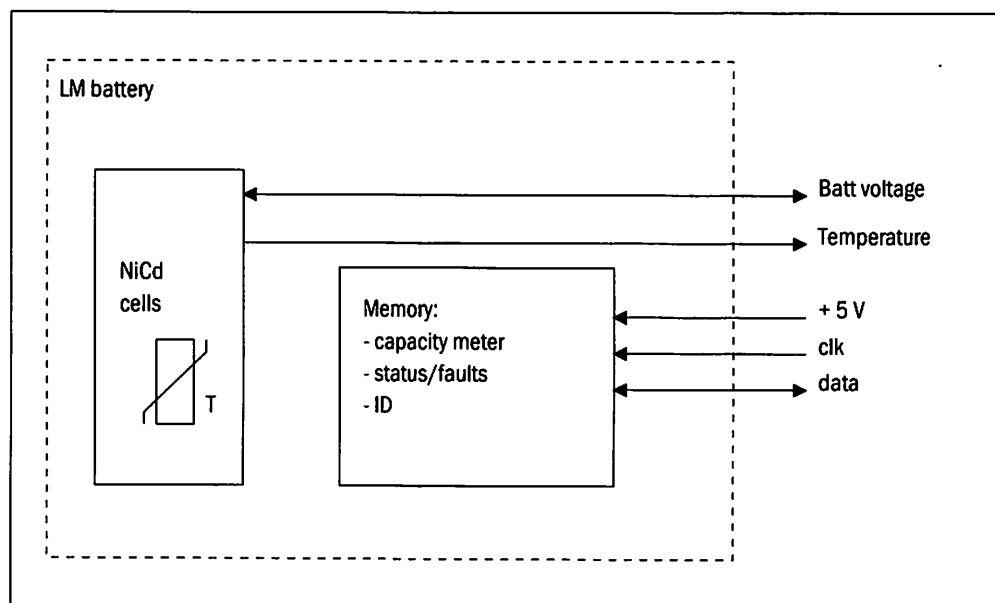 LM battery
Batt voltage
Temperature
NiCd
cells
T
Memory:
- capacity meter
- status/faults
- ID
+ 5 V
clk
data